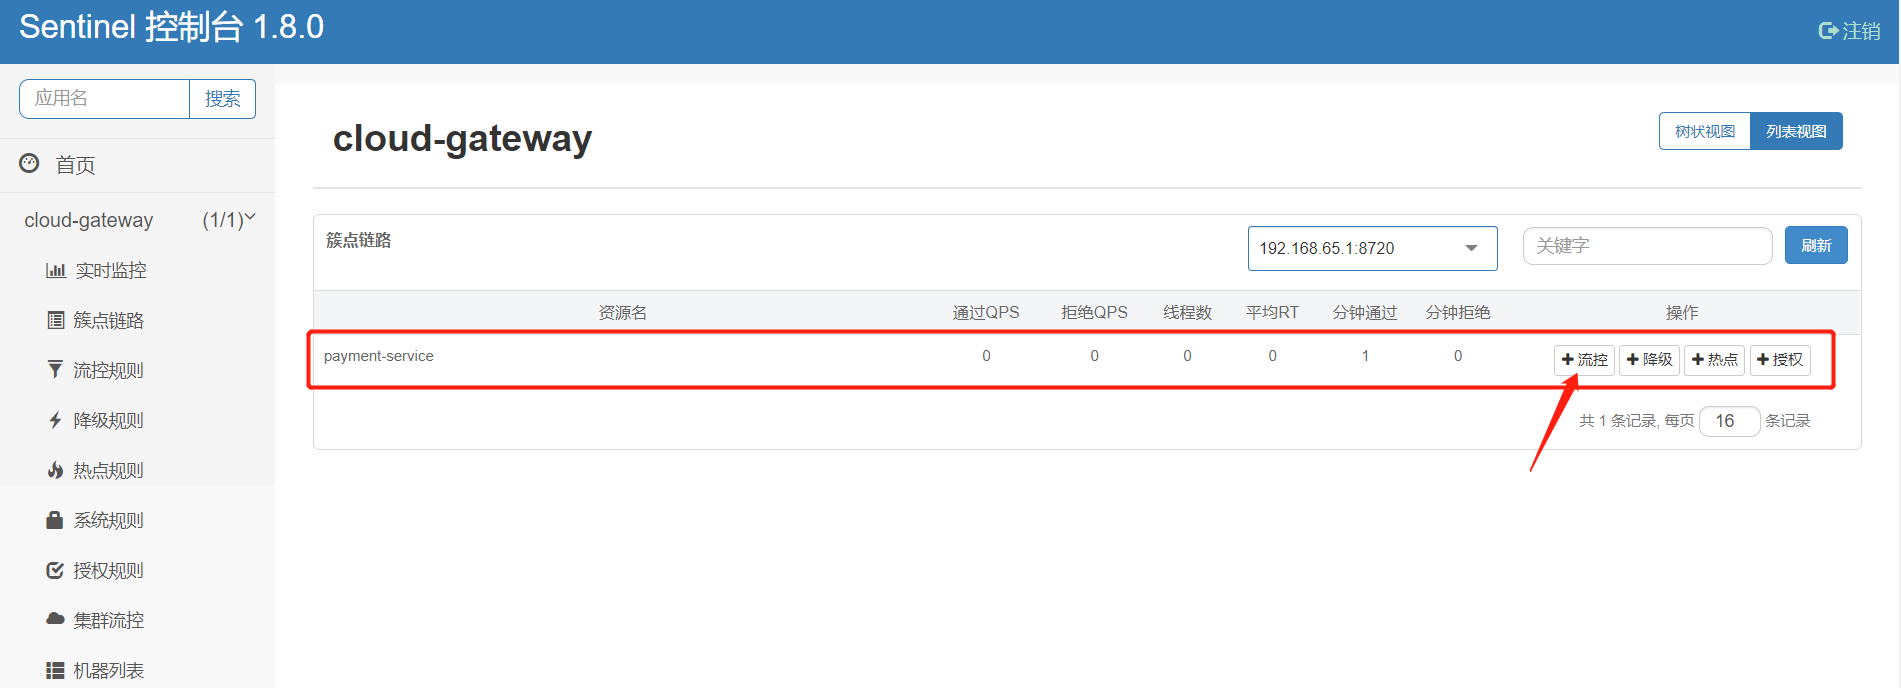 Sentinel 控制台 1.8.0
注销
应用名
搜索
首页
cloud-gateway (1/1)
实时监控
簇点链路
流控规则
降级规则
热点规则
系统规则
授权规则
集群流控
机器列表
cloud-gateway
树状视图 列表视图
簇点链路
192.168.65.1:8720
关键字
刷新
资源名 通过QPS 拒绝QPS 线程数 平均RT 分钟通过 分钟拒绝 操作
payment-service 0 0 0 0 1 0 +流控 +降级 +热点 +授权
共 1 条记录, 每页 16 条记录